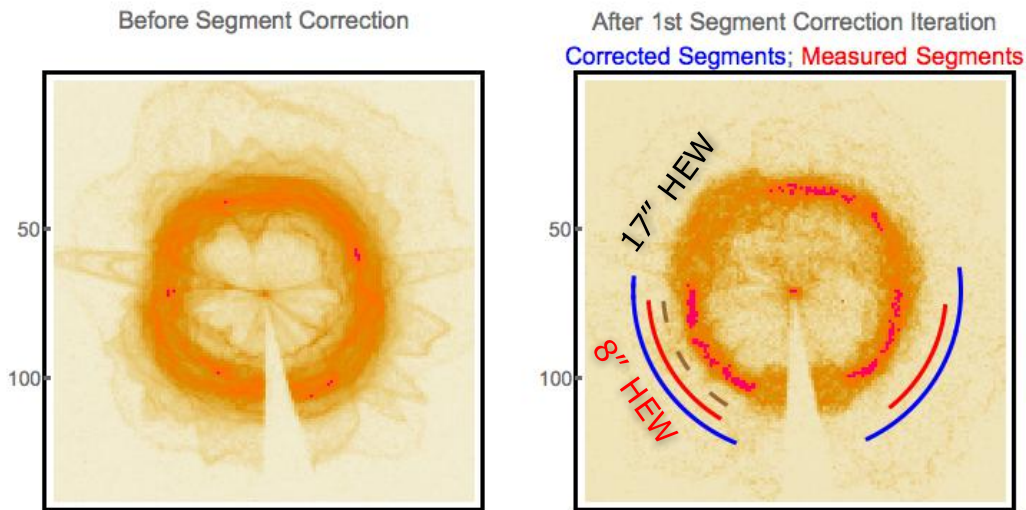 Before Segment Correction
After 1st Segment Correction Iteration
Corrected Segments; Measured Segments
50
100
50
100
17" HEW
8" HEW